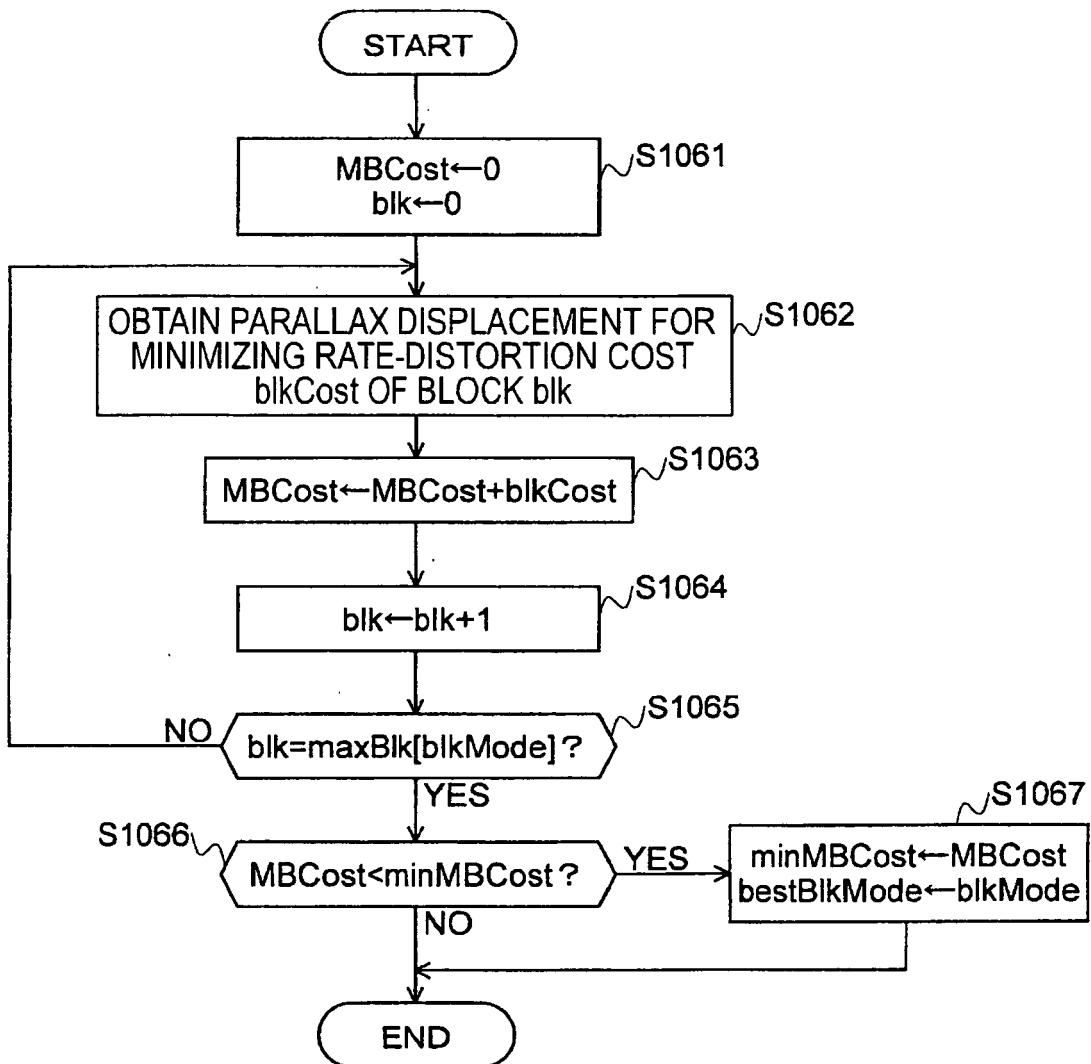 START
S1061
MBCost←0
blk←0
S1062
OBTAIN PARALLAX DISPLACEMENT FOR
MINIMIZING RATE-DISTORTION COST
blkCost OF BLOCK blk
S1063
MBCost←MBCost+blkCost
S1064
blk←blk+1
S1065
NO
blk=maxBlk[blkMode]?
YES
S1067
S1066
MBCost<minMBCost?
YES
minMBCost←MBCost
bestBlkMode←blkMode
NO
END